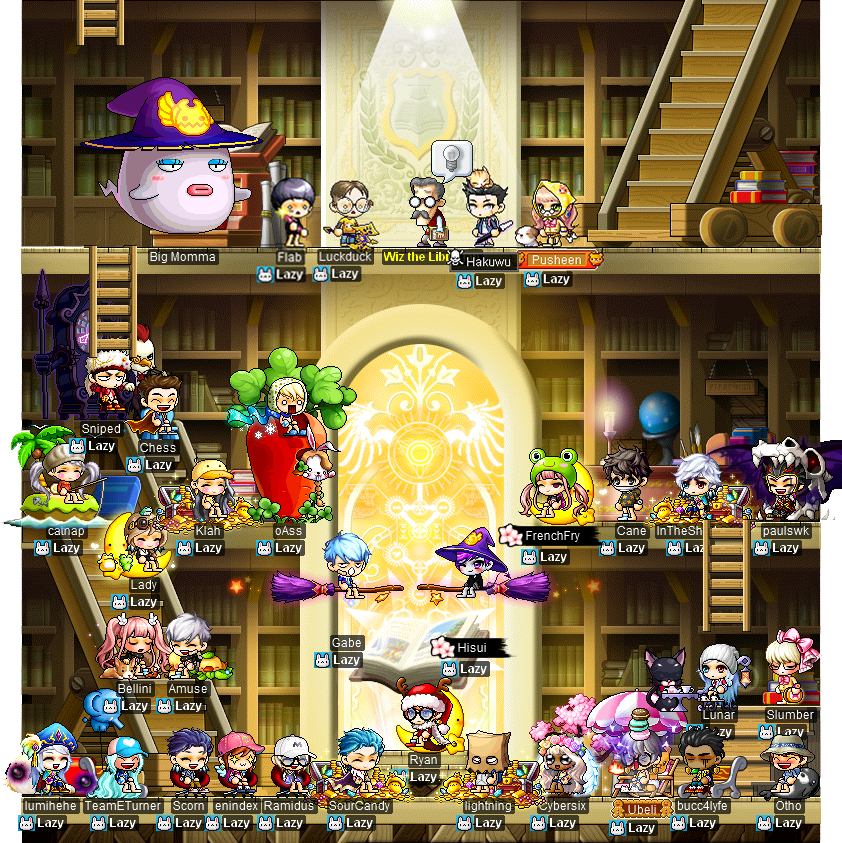 Big Momma
Flab
Lazy
Luckduck
Lazy
Wiz the Lib
Hakuwu
Lazy
Pusheen
Lazy
Sniped
Lazy
Chess
Lazy
catnap
Lazy
Klah
Lazy
oAss
Lazy
FrenchFry
Lazy
Cane
Lazy
InTheSh
Laz
paulswk
Lazy
Lady
Lazy
Gabe
Lazy
Hisui
Lazy
Bellini
Lazy
Amuse
Lazy
Lunar
zy
Slumber
Lazy
Ryan
Lazy
lumihehe
Lazy
TeamETurner
Lazy
Scorn
Lazy
enindex
Lazy
Ramidus
Lazy
SourCandy
Lazy
lightning
Lazy
Cybersix
Lazy
Ubeli
Lazy
bucc4lyfe
Lazy
Otho
Lazy